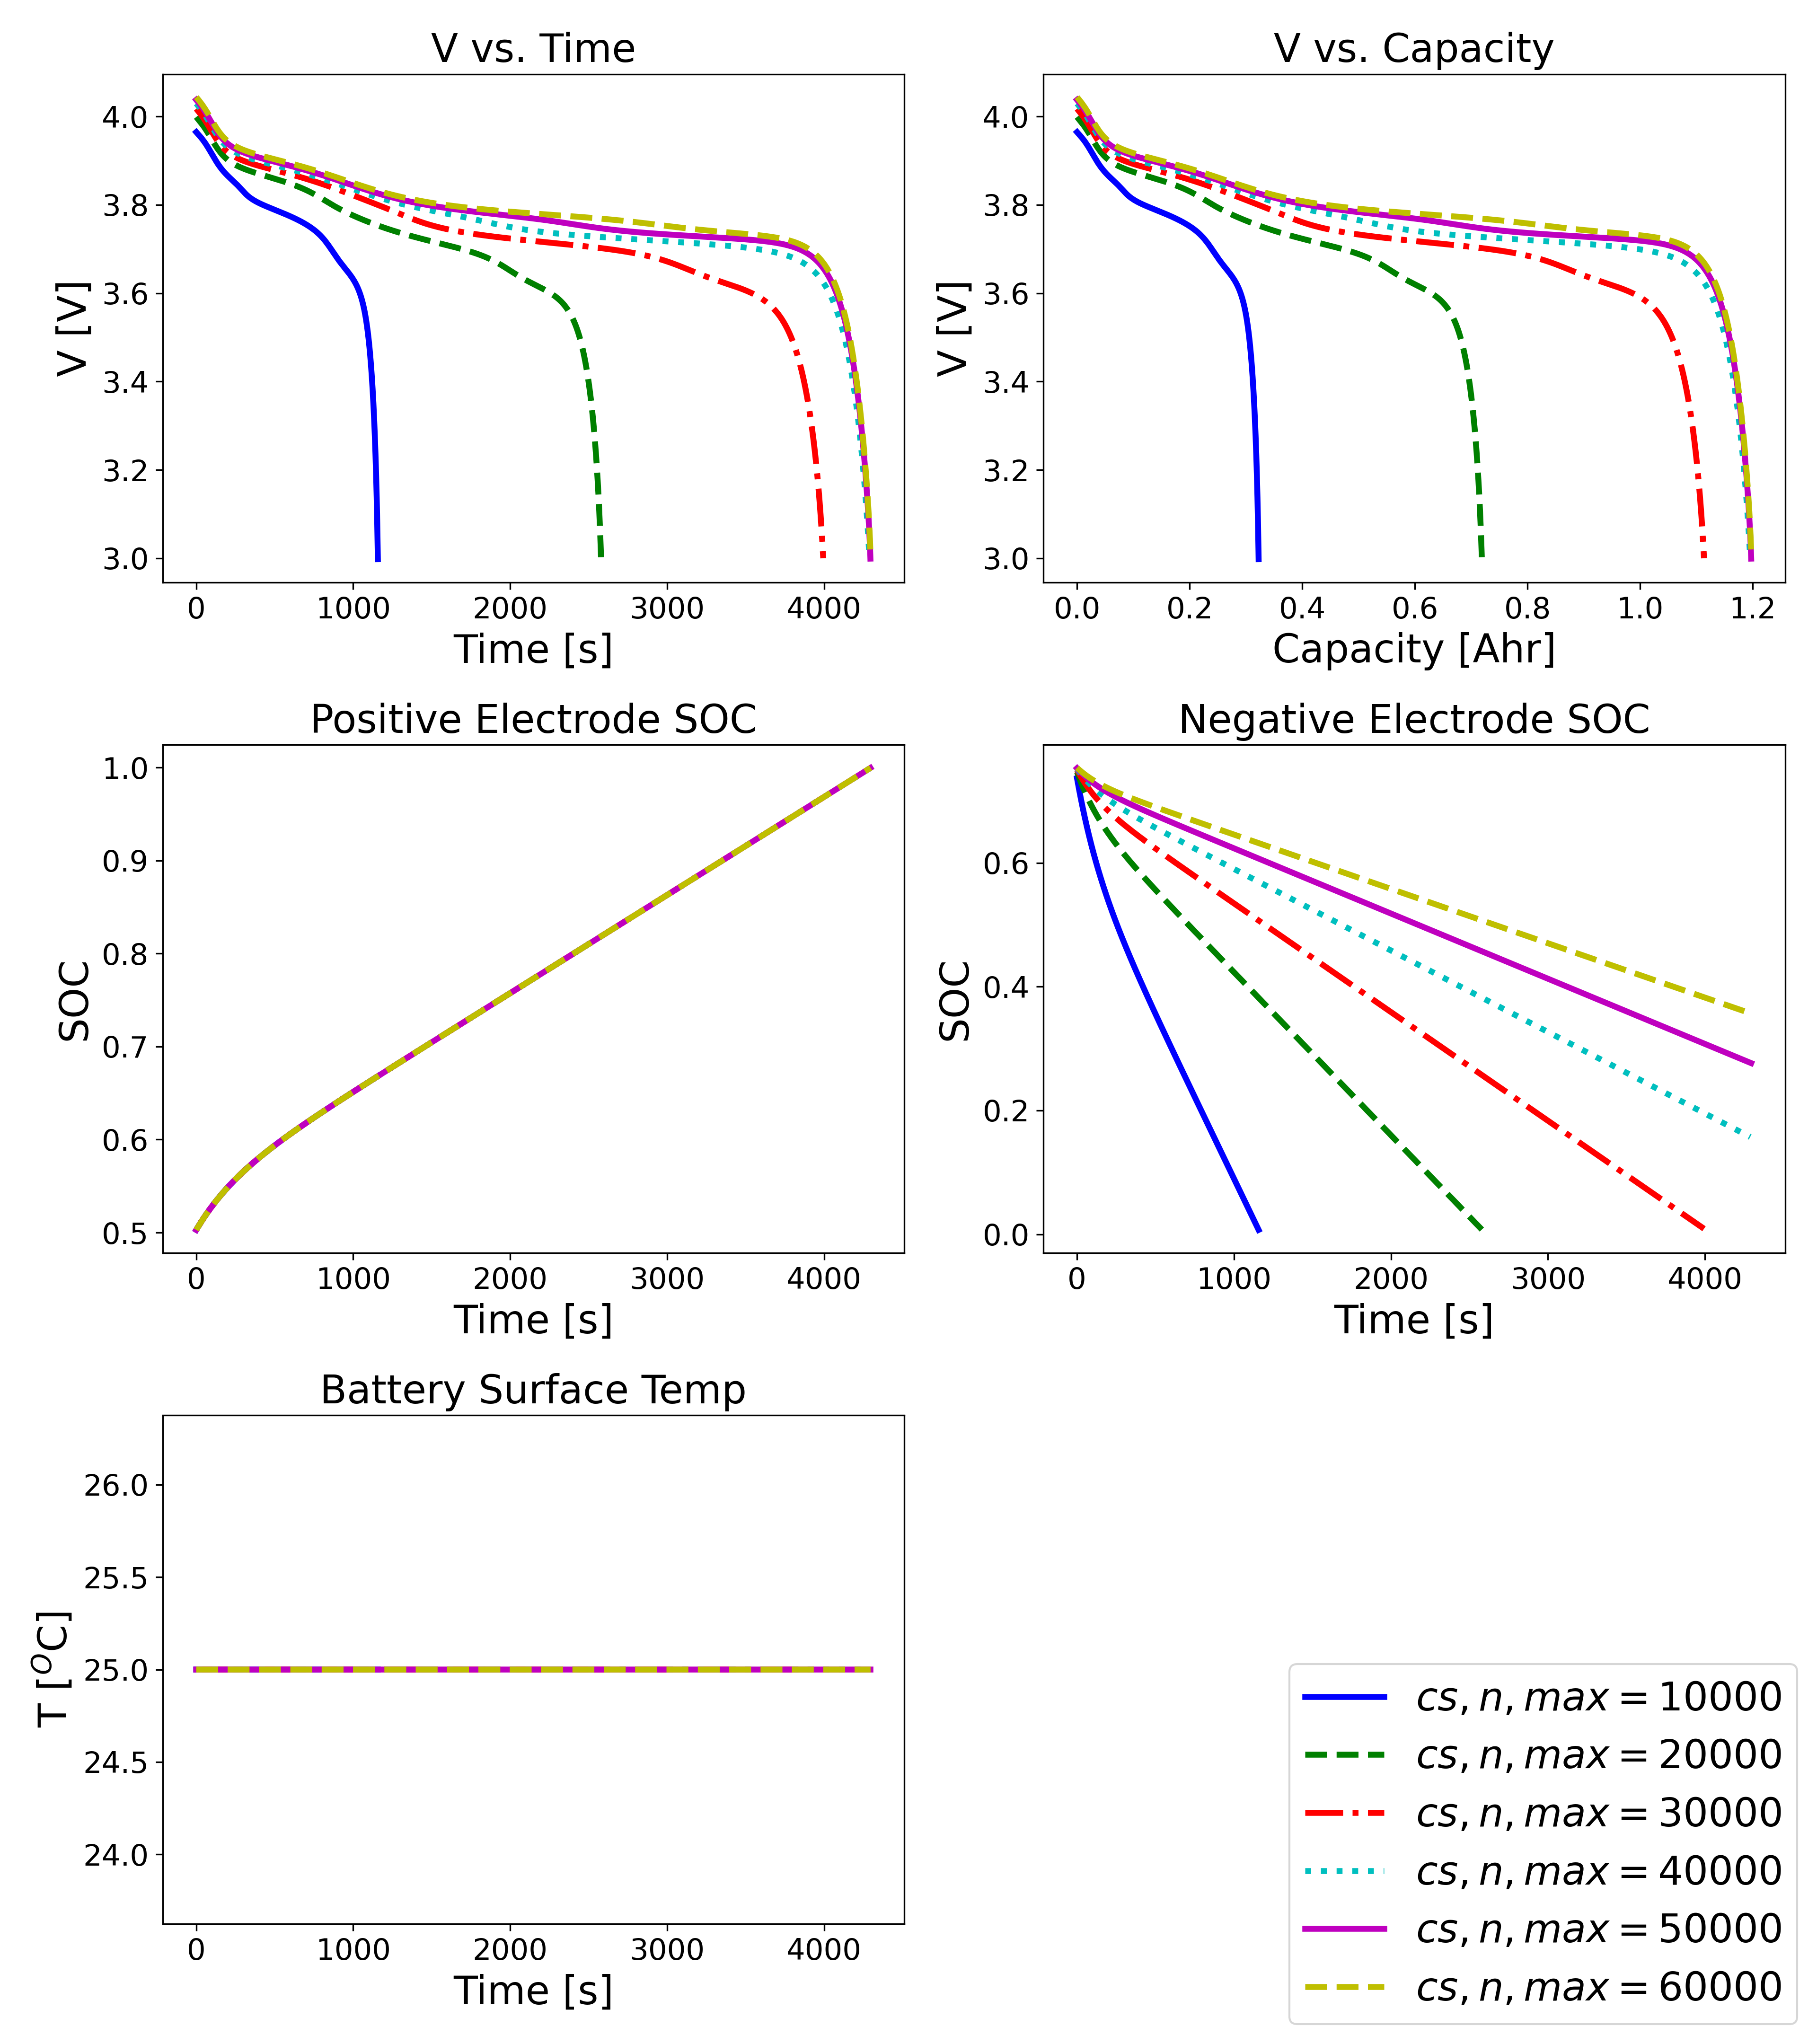 V vs. Time
V [V]
4.0
3.8
3.6
3.4
3.2
3.0
0 1000 2000 3000 4000
Time [s]
V vs. Capacity
V [V]
4.0
3.8
3.6
3.4
3.2
3.0
0.0 0.2 0.4 0.6 0.8 1.0 1.2
Capacity [Ahr]
Positive Electrode SOC
SOC
1.0
0.9
0.8
0.7
0.6
0.5
0 1000 2000 3000 4000
Time [s]
Negative Electrode SOC
SOC
0.6
0.4
0.2
0.0
0 1000 2000 3000 4000
Time [s]
Battery Surface Temp
T [°C]
26.0
25.5
25.0
24.5
24.0
0 1000 2000 3000 4000
Time [s]
cs, n, max = 10000
cs, n, max = 20000
cs, n, max = 30000
cs, n, max = 40000
cs, n, max = 50000
cs, n, max = 60000